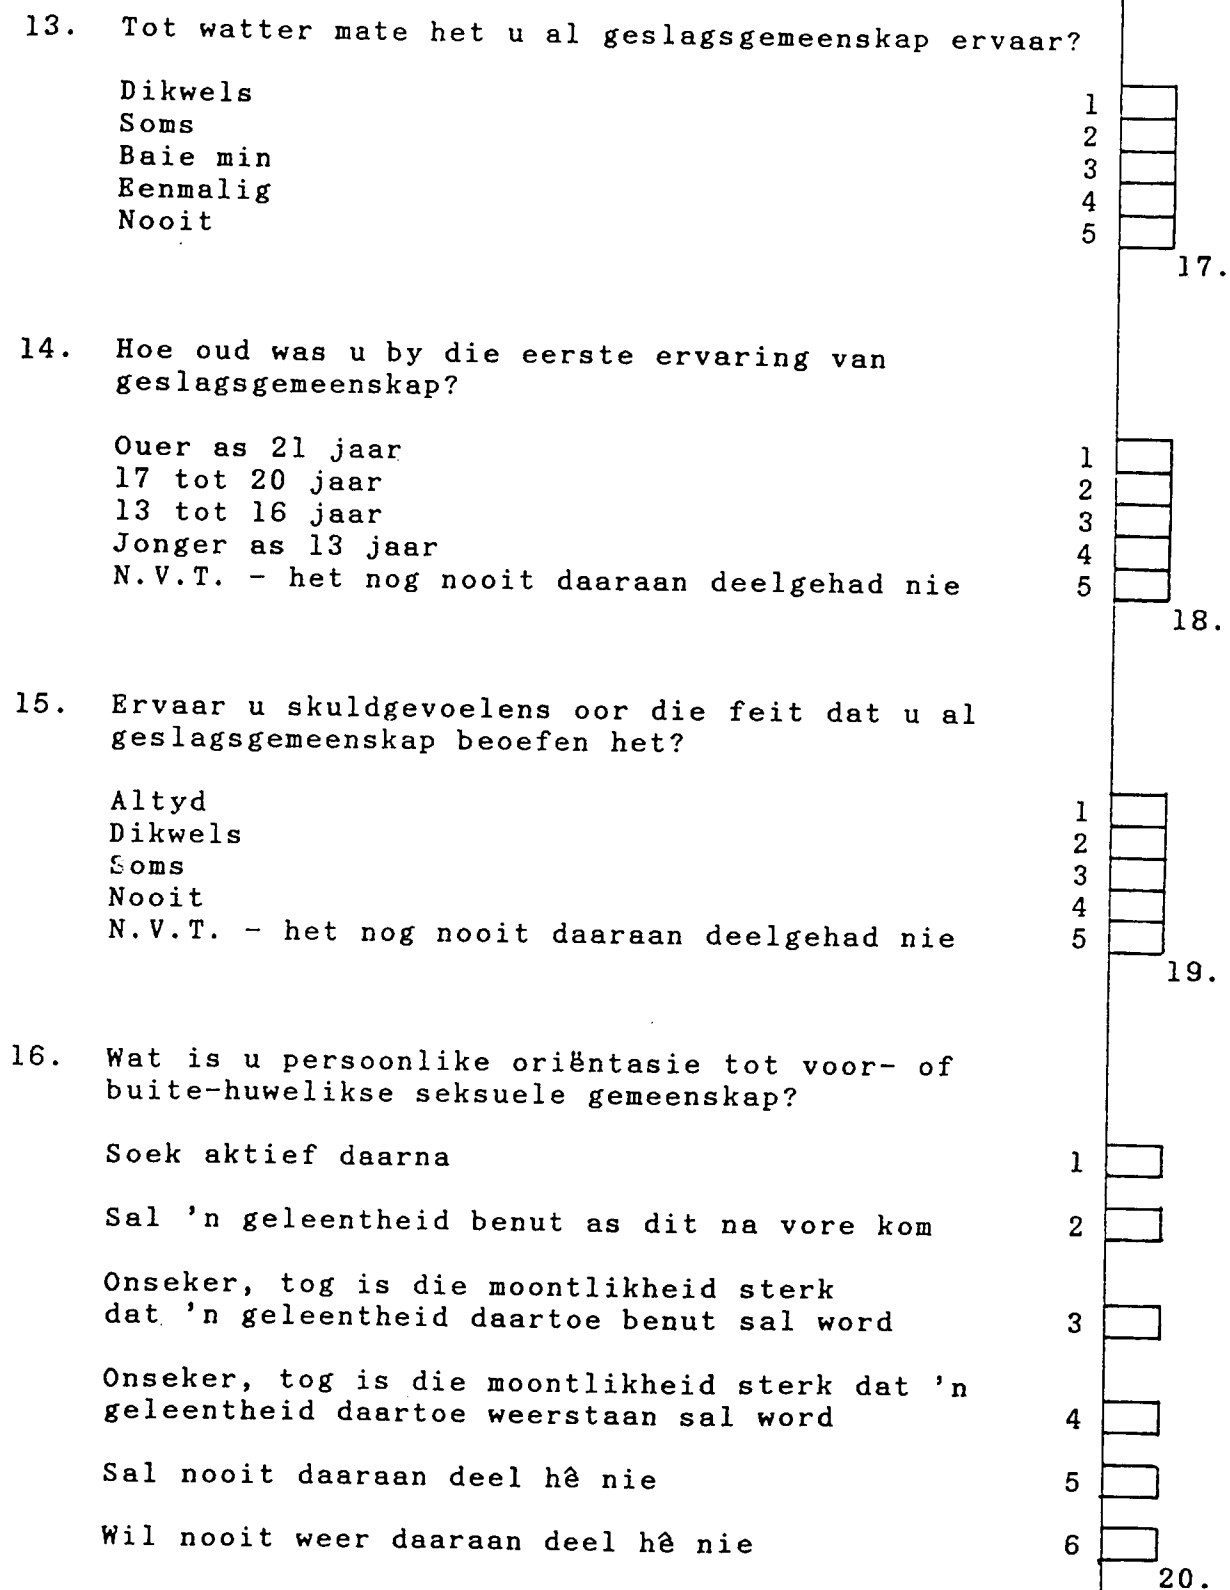 13. Tot watter mate het u al geslagsgemeenskap ervaar?
Dikwels 1
Soms 2
Baie min 3
Eenmalig 4
Nooit 5
17.
14. Hoe oud was u by die eerste ervaring van
geslagsgemeenskap?
Ouer as 21 jaar 1
17 tot 20 jaar 2
13 tot 16 jaar 3
Jonger as 13 jaar 4
N.V.T. - het nog nooit daaraan deelgehad nie 5
18.
15. Ervaar u skuldgevoelens oor die feit dat u al
geslagsgemeenskap beoefen het?
Altyd 1
Dikwels 2
Soms 3
Nooit 4
N.V.T. - het nog nooit daaraan deelgehad nie 5
19.
16. Wat is u persoonlike oriëntasie tot voor- of
buite-huwelikse seksuele gemeenskap?
Soek aktief daarna 1
Sal 'n geleentheid benut as dit na vore kom 2
Onseker, tog is die moontlikheid sterk
dat 'n geleentheid daartoe benut sal word 3
Onseker, tog is die moontlikheid sterk dat 'n
geleentheid daartoe weerstaan sal word 4
Sal nooit daaraan deel hê nie 5
Wil nooit weer daaraan deel hê nie 6
20.